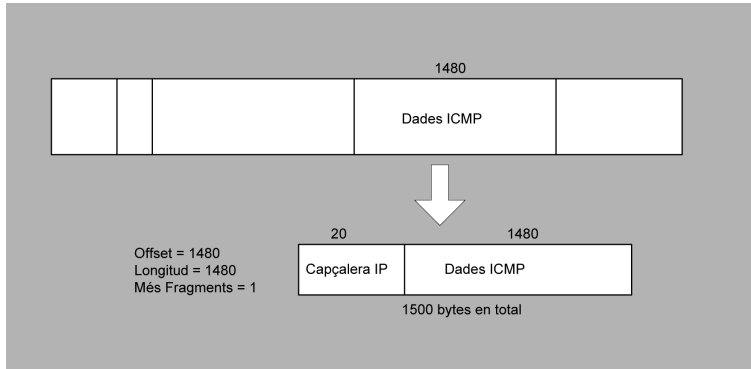 1480
Dades ICMP
20
1480
Offset = 1480
Longitud = 1480
Més Fragments = 1
Capçalera IP
Dades ICMP
1500 bytes en total